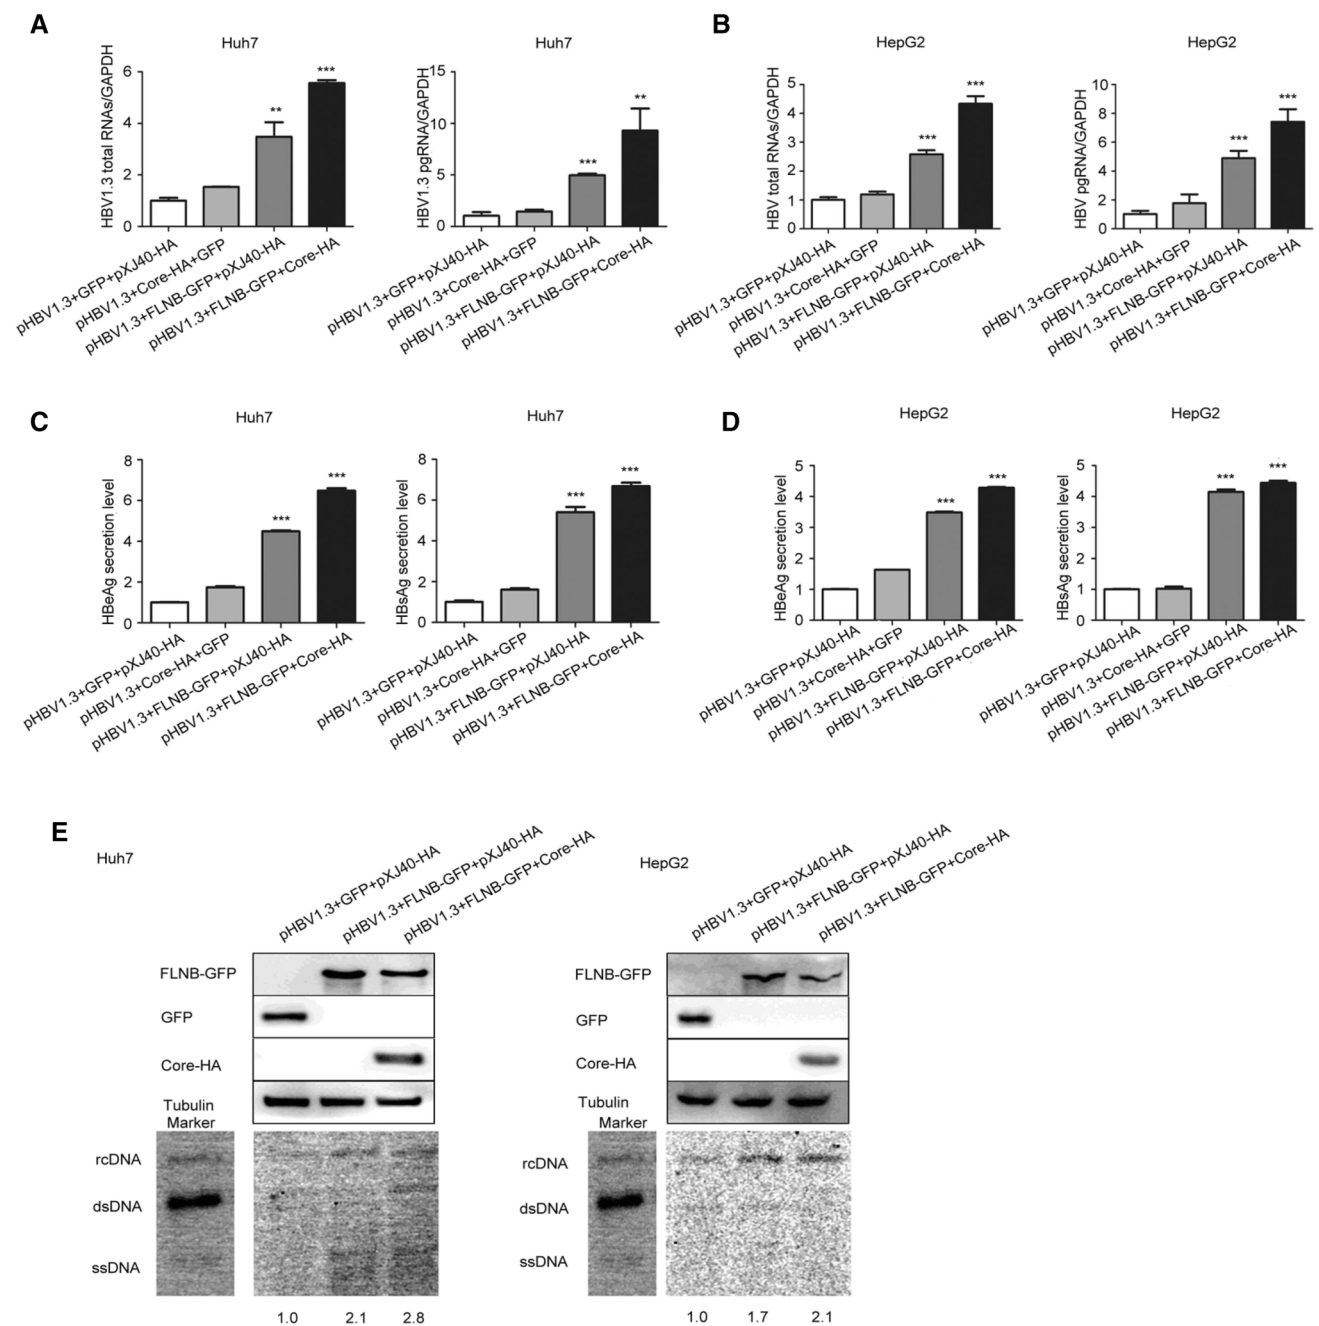 A
B
Huh7
Huh7
HepG2
HepG2
HBV1.3 total RNAs/GAPDH
6
4
2
0
**
***
pHBV1.3+GFP+pXJ40-HA
pHBV1.3+Core-HA+GFP
pHBV1.3+FLNB-GFP+pXJ40-HA
pHBV1.3+FLNB-GFP+Core-HA
HBV1.3 pgRNA/GAPDH
15
10
5
0
***
**
pHBV1.3+GFP+pXJ40-HA
pHBV1.3+Core-HA+GFP
pHBV1.3+FLNB-GFP+pXJ40-HA
pHBV1.3+FLNB-GFP+Core-HA
HBV total RNAs/GAPDH
5
4
3
2
1
0
***
***
pHBV1.3+GFP+pXJ40-HA
pHBV1.3+Core-HA+GFP
pHBV1.3+FLNB-GFP+pXJ40-HA
pHBV1.3+FLNB-GFP+Core-HA
HBV pgRNA/GAPDH
10
8
6
4
2
0
***
***
pHBV1.3+GFP+pXJ40-HA
pHBV1.3+Core-HA+GFP
pHBV1.3+FLNB-GFP+pXJ40-HA
pHBV1.3+FLNB-GFP+Core-HA
C
D
Huh7
Huh7
HepG2
HepG2
HBeAg secretion level
8
6
4
2
0
***
***
pHBV1.3+GFP+pXJ40-HA
pHBV1.3+Core-HA+GFP
pHBV1.3+FLNB-GFP+pXJ40-HA
pHBV1.3+FLNB-GFP+Core-HA
HBsAg secretion level
8
6
4
2
0
***
***
pHBV1.3+GFP+pXJ40-HA
pHBV1.3+Core-HA+GFP
pHBV1.3+FLNB-GFP+pXJ40-HA
pHBV1.3+FLNB-GFP+Core-HA
HBeAg secretion level
5
4
3
2
1
0
***
***
pHBV1.3+GFP+pXJ40-HA
pHBV1.3+Core-HA+GFP
pHBV1.3+FLNB-GFP+pXJ40-HA
pHBV1.3+FLNB-GFP+Core-HA
HBsAg secretion level
5
4
3
2
1
0
***
***
pHBV1.3+GFP+pXJ40-HA
pHBV1.3+Core-HA+GFP
pHBV1.3+FLNB-GFP+pXJ40-HA
pHBV1.3+FLNB-GFP+Core-HA
E
Huh7
pHBV1.3+GFP+pXJ40-HA
pHBV1.3+FLNB-GFP+pXJ40-HA
pHBV1.3+FLNB-GFP+Core-HA
FLNB-GFP
GFP
Core-HA
Tubulin
Marker
rcDNA
dsDNA
ssDNA
1.0 2.1 2.8
HepG2
pHBV1.3+GFP+pXJ40-HA
pHBV1.3+FLNB-GFP+pXJ40-HA
pHBV1.3+FLNB-GFP+Core-HA
FLNB-GFP
GFP
Core-HA
Tubulin
Marker
rcDNA
dsDNA
ssDNA
1.0 1.7 2.1